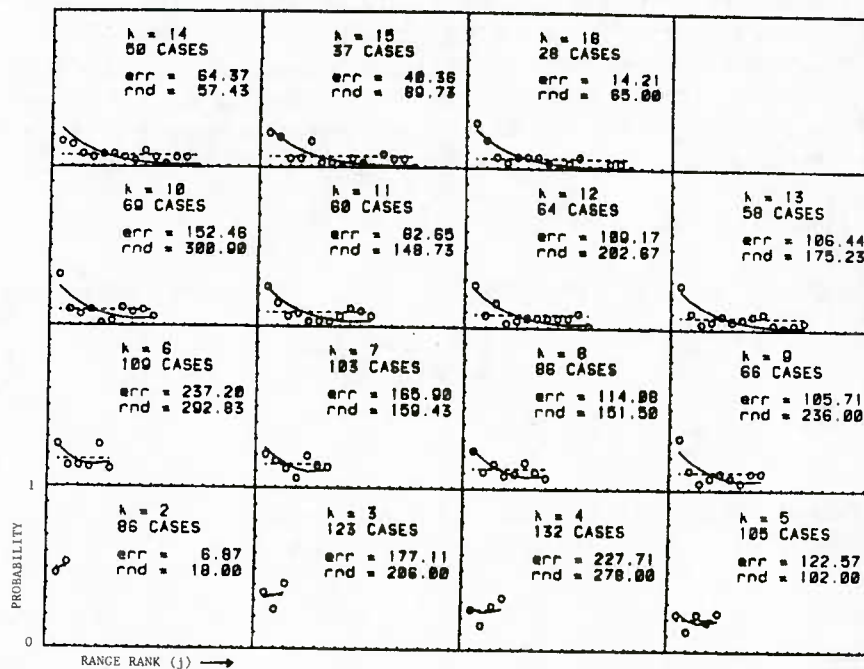 k = 14
50 CASES
err = 64.37
rnd = 57.43
k = 15
37 CASES
err = 40.36
rnd = 89.73
k = 16
28 CASES
err = 14.21
rnd = 65.00
k = 10
69 CASES
err = 152.46
rnd = 300.90
k = 11
60 CASES
err = 82.65
rnd = 148.73
k = 12
64 CASES
err = 109.17
rnd = 202.67
k = 13
58 CASES
err = 106.44
rnd = 175.23
k = 6
109 CASES
err = 237.20
rnd = 292.83
k = 7
103 CASES
err = 165.90
rnd = 159.43
k = 8
86 CASES
err = 114.08
rnd = 151.50
k = 9
66 CASES
err = 105.71
rnd = 236.00
k = 2
86 CASES
err = 6.87
rnd = 18.00
k = 3
123 CASES
err = 177.11
rnd = 206.00
k = 4
132 CASES
err = 227.71
rnd = 278.00
k = 5
105 CASES
err = 122.57
rnd = 102.00
1
PROBABILITY
0
RANGE RANK (j) →